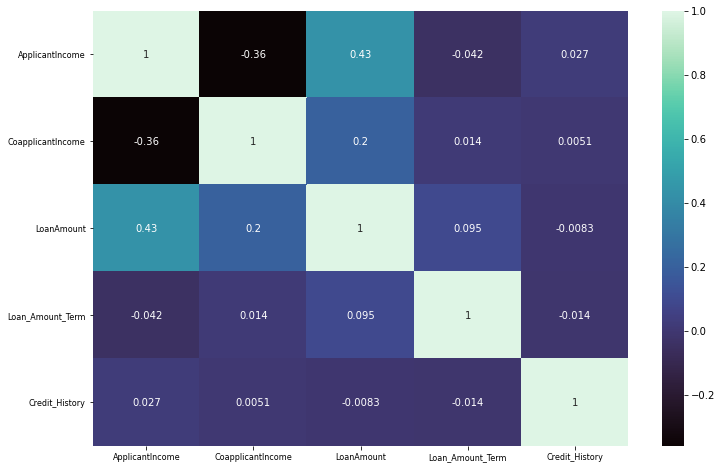 ApplicantIncome 1 -0.36 0.43 -0.042 0.027
CoapplicantIncome -0.36 1 0.2 0.014 0.0051
LoanAmount 0.43 0.2 1 0.095 -0.0083
Loan_Amount_Term -0.042 0.014 0.095 1 -0.014
Credit_History 0.027 0.0051 -0.0083 -0.014 1
ApplicantIncome CoapplicantIncome LoanAmount Loan_Amount_Term Credit_History
1.0
0.8
0.6
0.4
0.2
0.0
−0.2